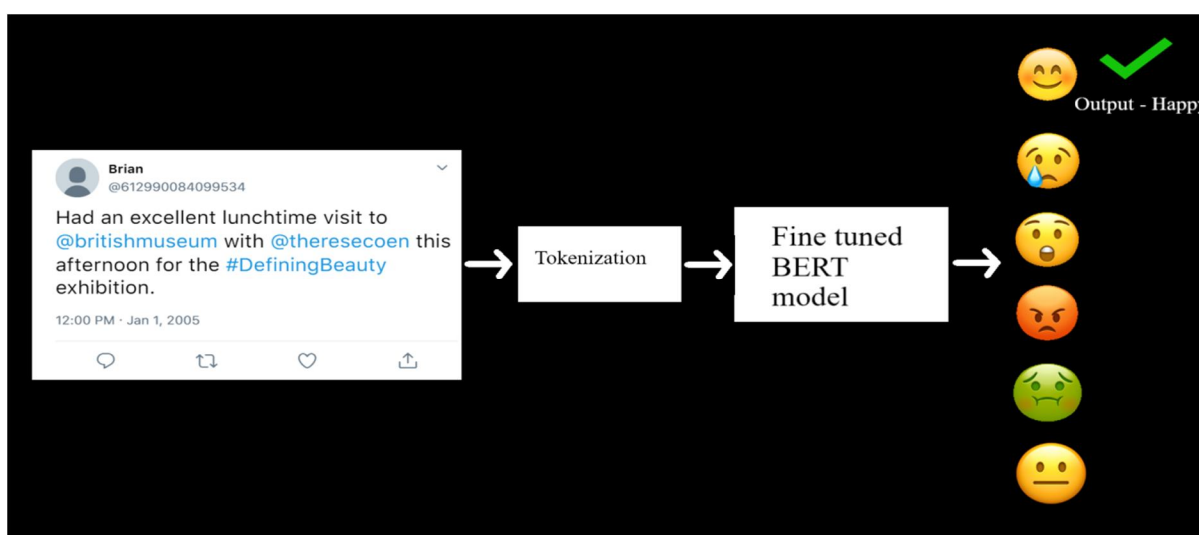 Brian
@612990084099534
Had an excellent lunchtime visit to
@britishmuseum with @theresecoen this
afternoon for the #DefiningBeauty
exhibition.
12:00 PM · Jan 1, 2005
Tokenization
Fine tuned
BERT
model
Output - Happy